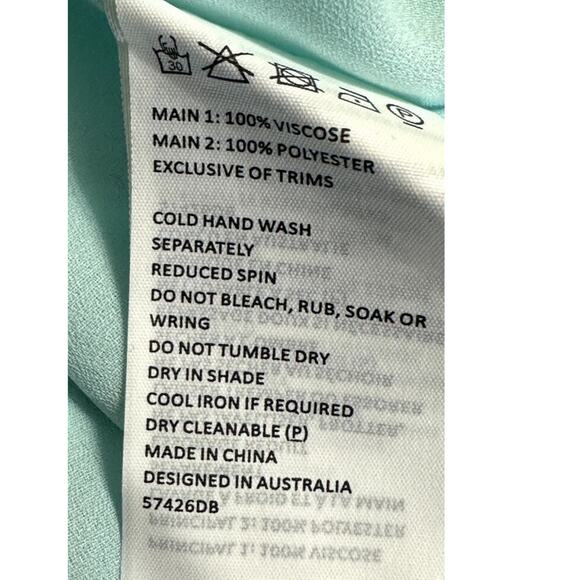 30
P
MAIN 1: 100% VISCOSE
MAIN 2: 100% POLYESTER
EXCLUSIVE OF TRIMS
COLD HAND WASH
SEPARATELY
REDUCED SPIN
DO NOT BLEACH, RUB, SOAK OR
WRING
DO NOT TUMBLE DRY
DRY IN SHADE
COOL IRON IF REQUIRED
DRY CLEANABLE (P)
MADE IN CHINA
DESIGNED IN AUSTRALIA
57426DB